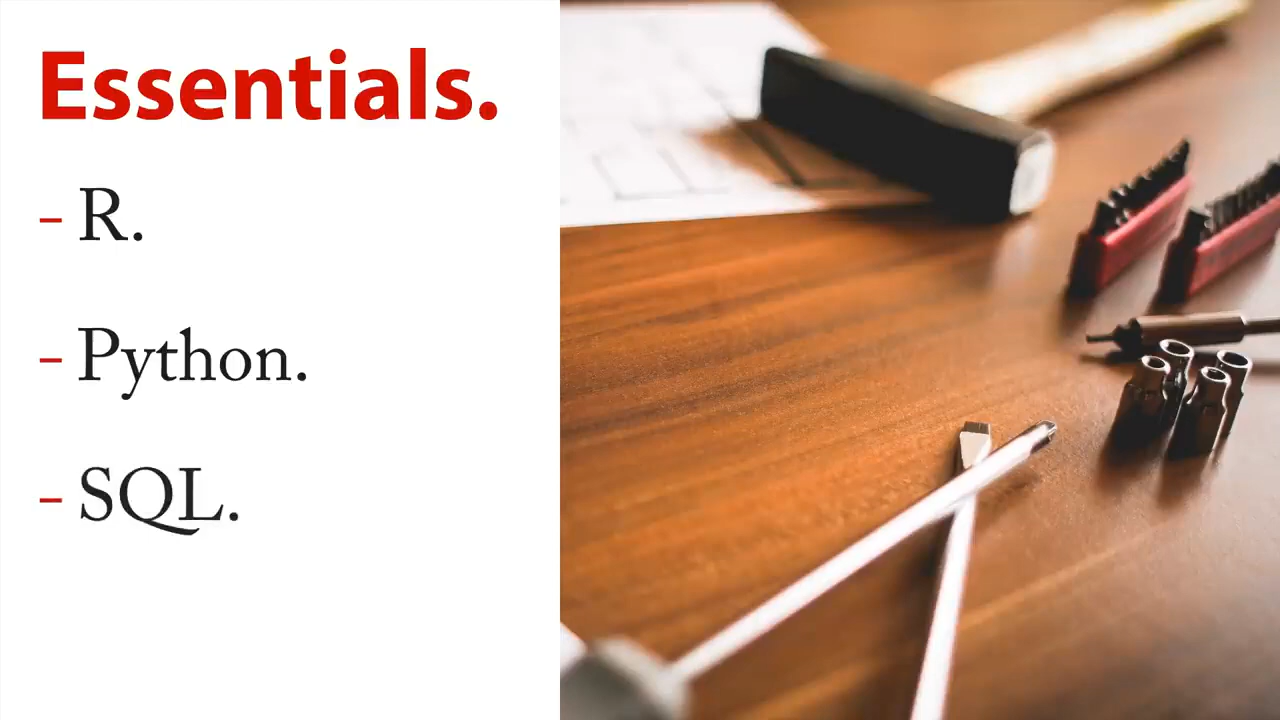 Essentials.
- R.
- Python.
- SQL.